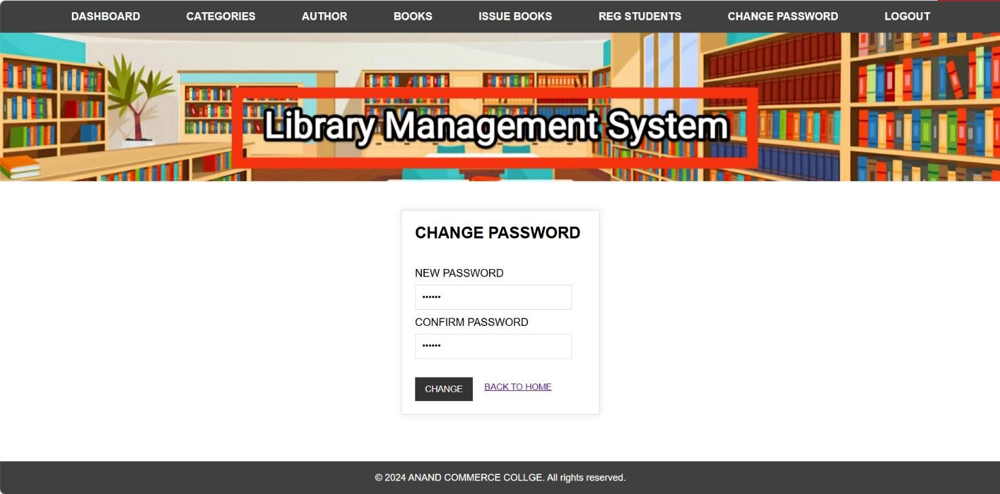 DASHBOARD CATEGORIES AUTHOR BOOKS ISSUE BOOKS REG STUDENTS CHANGE PASSWORD LOGOUT
Library Management System
CHANGE PASSWORD
NEW PASSWORD
••••••
CONFIRM PASSWORD
••••••
CHANGE BACK TO HOME
© 2024 ANAND COMMERCE COLLGE. All rights reserved.